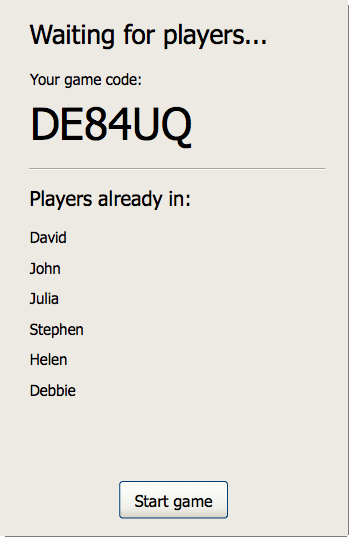 Waiting for players...
Your game code:
DE84UQ
Players already in:
David
John
Julia
Stephen
Helen
Debbie
Start game